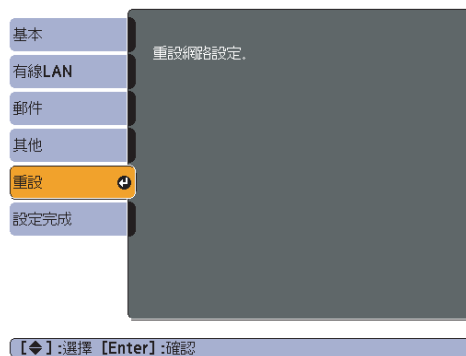 基本
有線LAN
郵件
其他
重設
設定完成
重設網路設定.
[◆]:選擇 [Enter]:確認